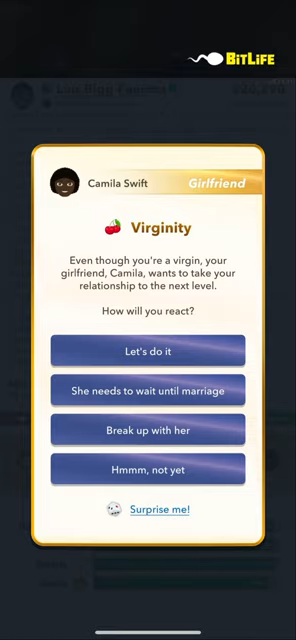 BitLife
Camila Swift
Girlfriend
Virginity
Even though you're a virgin, your
girlfriend, Camila, wants to take your
relationship to the next level.
How will you react?
Let's do it
She needs to wait until marriage
Break up with her
Hmmm, not yet
Surprise me!